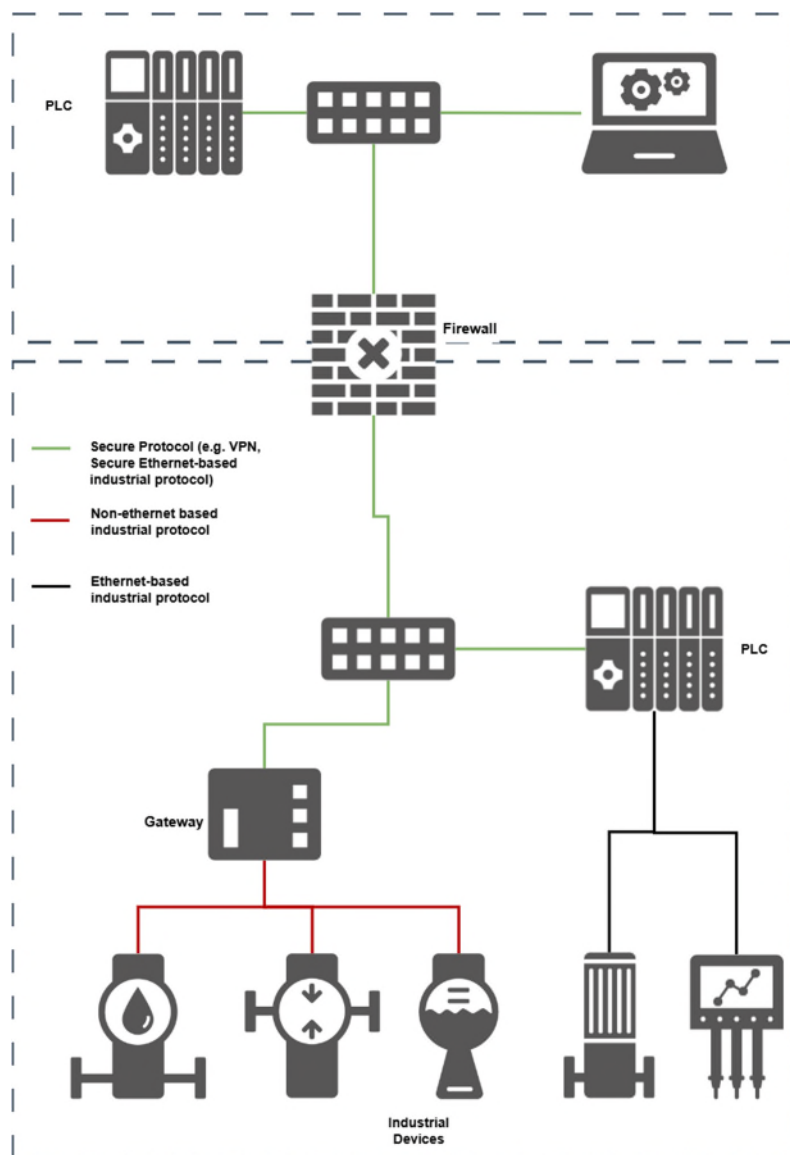 PLC
Firewall
Secure Protocol (e.g. VPN,
Secure Ethernet-based
industrial protocol)
Non-ethernet based
industrial protocol
Ethernet-based
industrial protocol
PLC
Gateway
Industrial
Devices